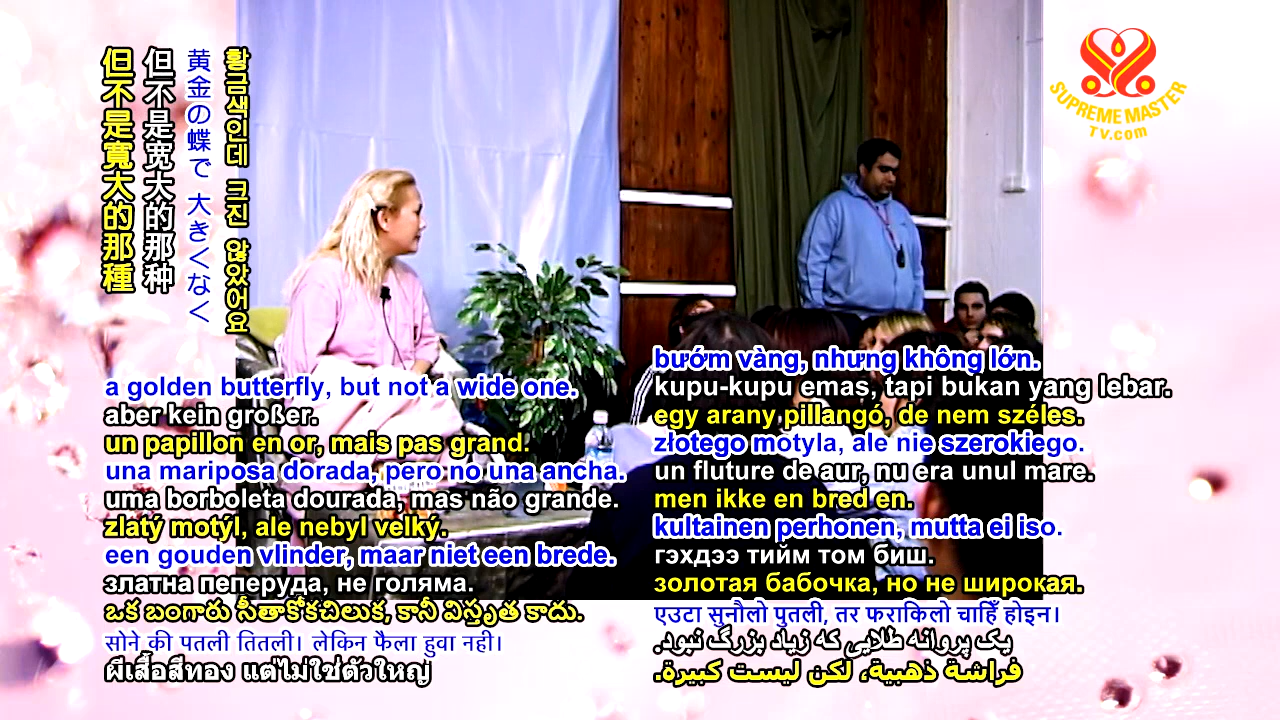 但不是寬大的那種
但不是宽大的那种
黄金の蝶で 大きくなく
황금색인데 크진 않았어요
SUPREME MASTER
TV.com
a golden butterfly, but not a wide one.
aber kein großer.
un papillon en or, mais pas grand.
una mariposa dorada, pero no una ancha.
uma borboleta dourada, mas não grande.
zlatý motýl, ale nebyl velký.
een gouden vlinder, maar niet een brede.
златна пеперуда, не голяма.
ఒక బంగారు సీతాకోకచిలుక, కానీ విస్తృత కాదు.
सोने की पतली तितली। लेकिन फैला हुवा नही।
ผีเสื้อสีทอง แต่ไม่ใช่ตัวใหญ่
bướm vàng, nhưng không lớn.
kupu-kupu emas, tapi bukan yang lebar.
egy arany pillangó, de nem széles.
złotego motyla, ale nie szerokiego.
un fluture de aur, nu era unul mare.
men ikke en bred en.
kultainen perhonen, mutta ei iso.
гэхдээ тийм том биш.
золотая бабочка, но не широкая.
एउटा सुनौलो पुतली, तर फराकिलो चाहिँ होइन।
یک پروانه طلایی که زیاد بزرگ نبود.
فراشة ذهبية، لكن ليست كبيرة.